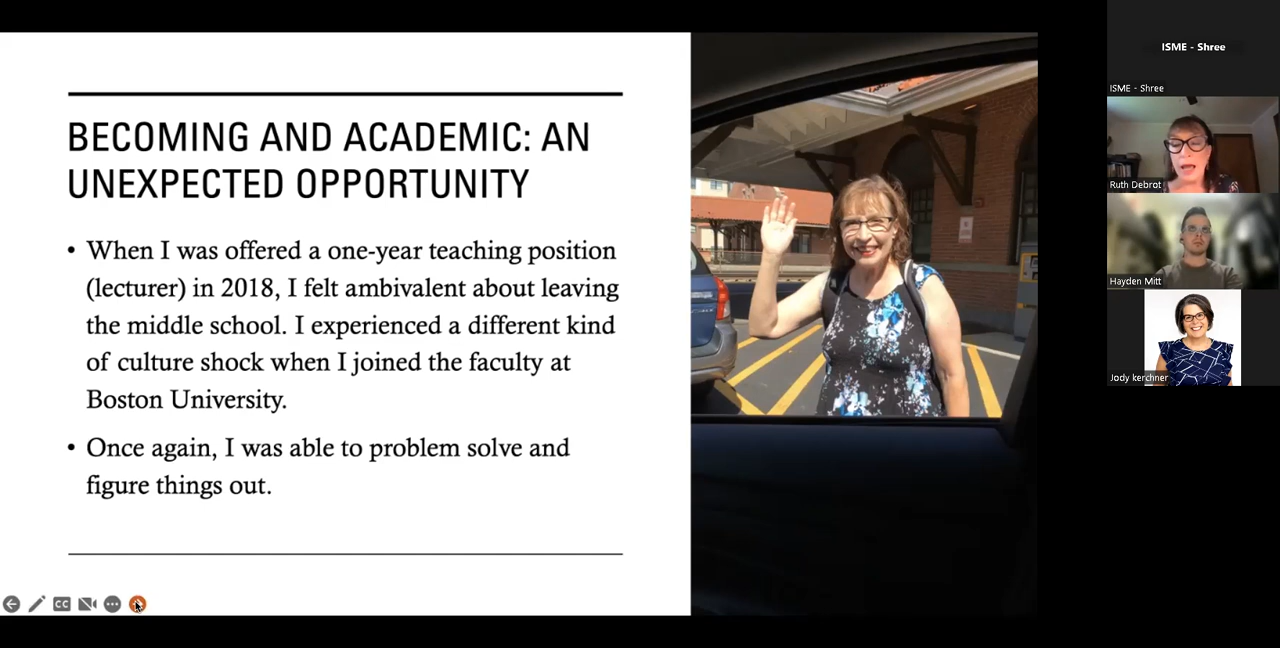 BECOMING AND ACADEMIC: AN
UNEXPECTED OPPORTUNITY
• When I was offered a one-year teaching position
(lecturer) in 2018, I felt ambivalent about leaving
the middle school. I experienced a different kind
of culture shock when I joined the faculty at
Boston University.
• Once again, I was able to problem solve and
figure things out.
CC
ISME - Shree
ISME - Shree
Ruth Debrot
Hayden Mitt
Jody kerchner